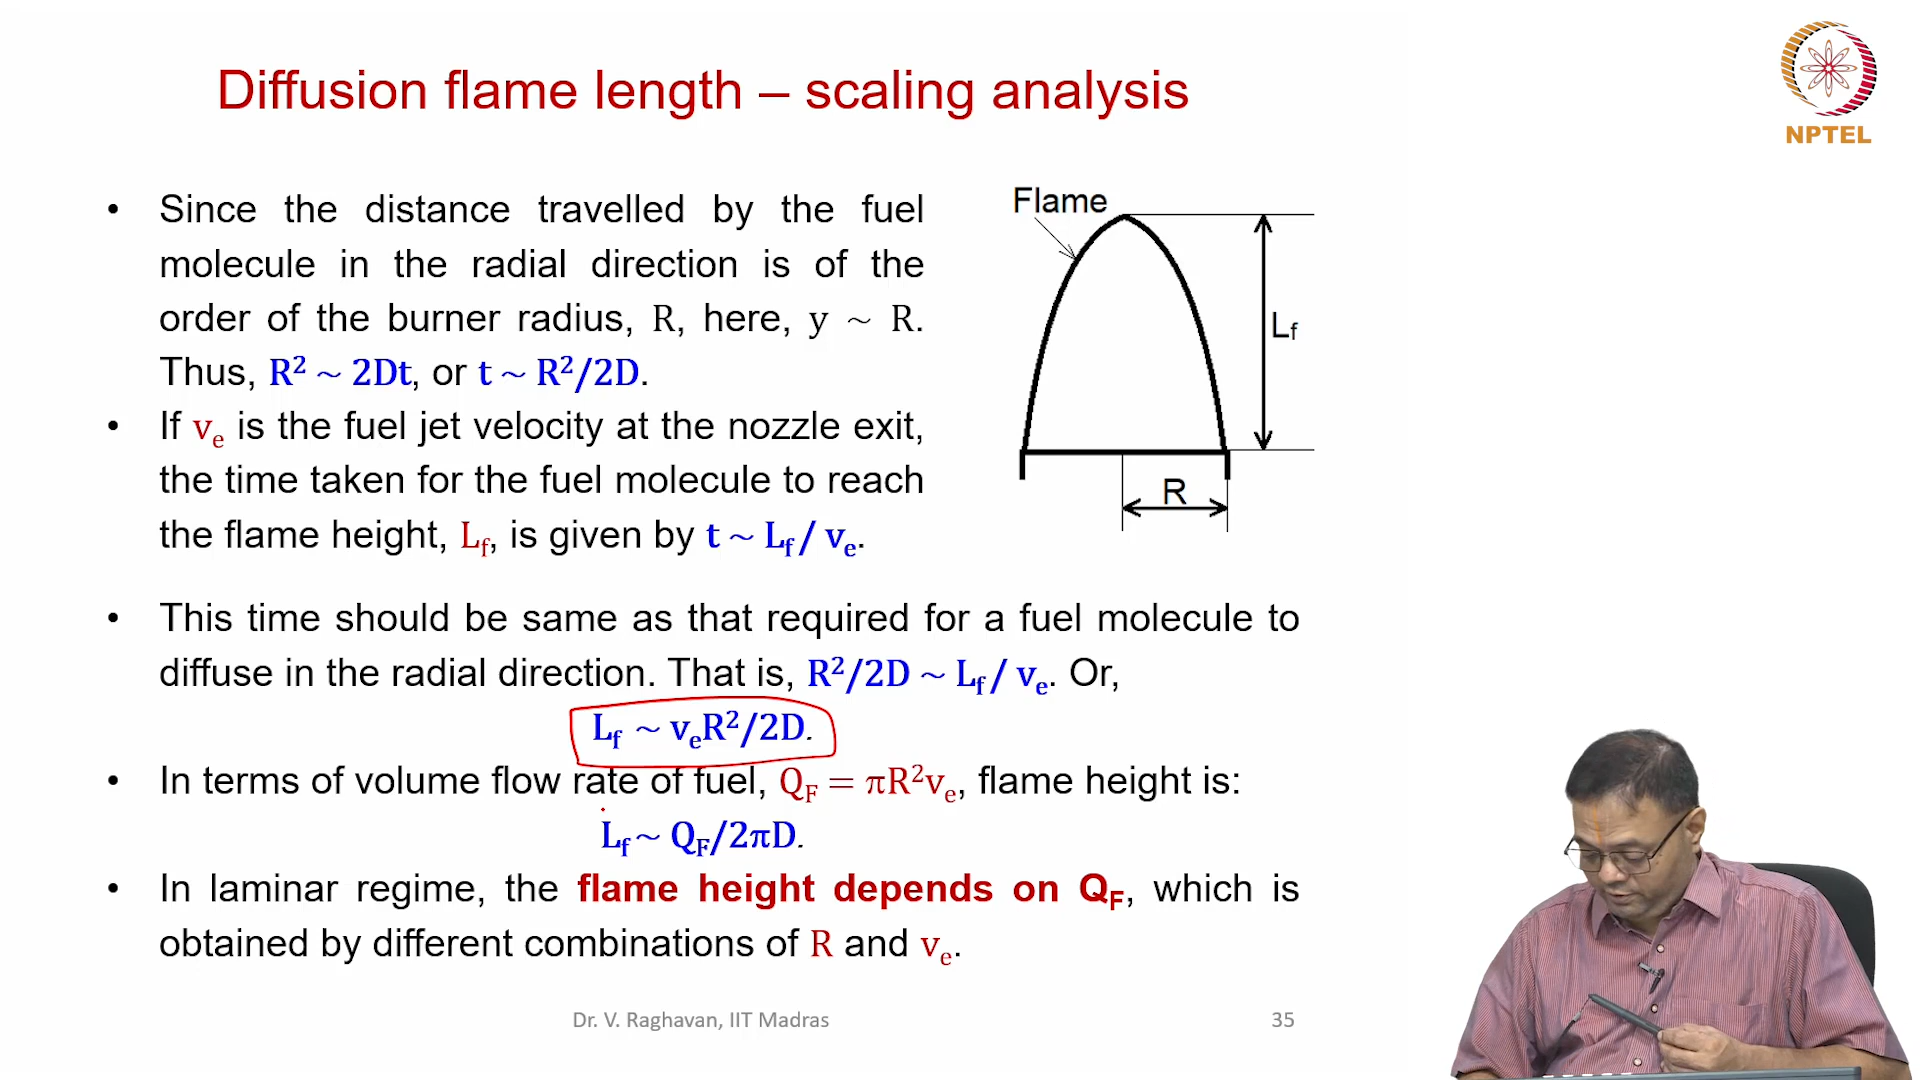 Diffusion flame length – scaling analysis
NPTEL
• Since the distance travelled by the fuel
molecule in the radial direction is of the
order of the burner radius, R, here, y ~ R.
Thus, R² ~ 2Dt, or t ~ R²/2D.
• If vₑ is the fuel jet velocity at the nozzle exit,
the time taken for the fuel molecule to reach
the flame height, L_f, is given by t ~ L_f / vₑ.
Flame
L_f
R
• This time should be same as that required for a fuel molecule to
diffuse in the radial direction. That is, R²/2D ~ L_f / vₑ. Or,
L_f ~ vₑR²/2D.
• In terms of volume flow rate of fuel, Q_F = πR²vₑ, flame height is:
L_f ~ Q_F/2πD.
• In laminar regime, the flame height depends on Q_F, which is
obtained by different combinations of R and vₑ.
Dr. V. Raghavan, IIT Madras
35